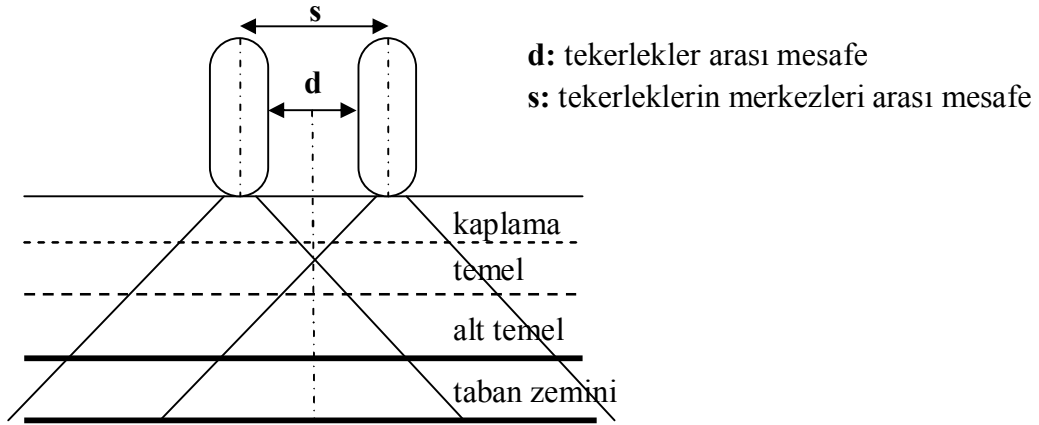 s
d
d: tekerlekler arası mesafe
s: tekerleklerin merkezleri arası mesafe
kaplama
temel
alt temel
taban zemini